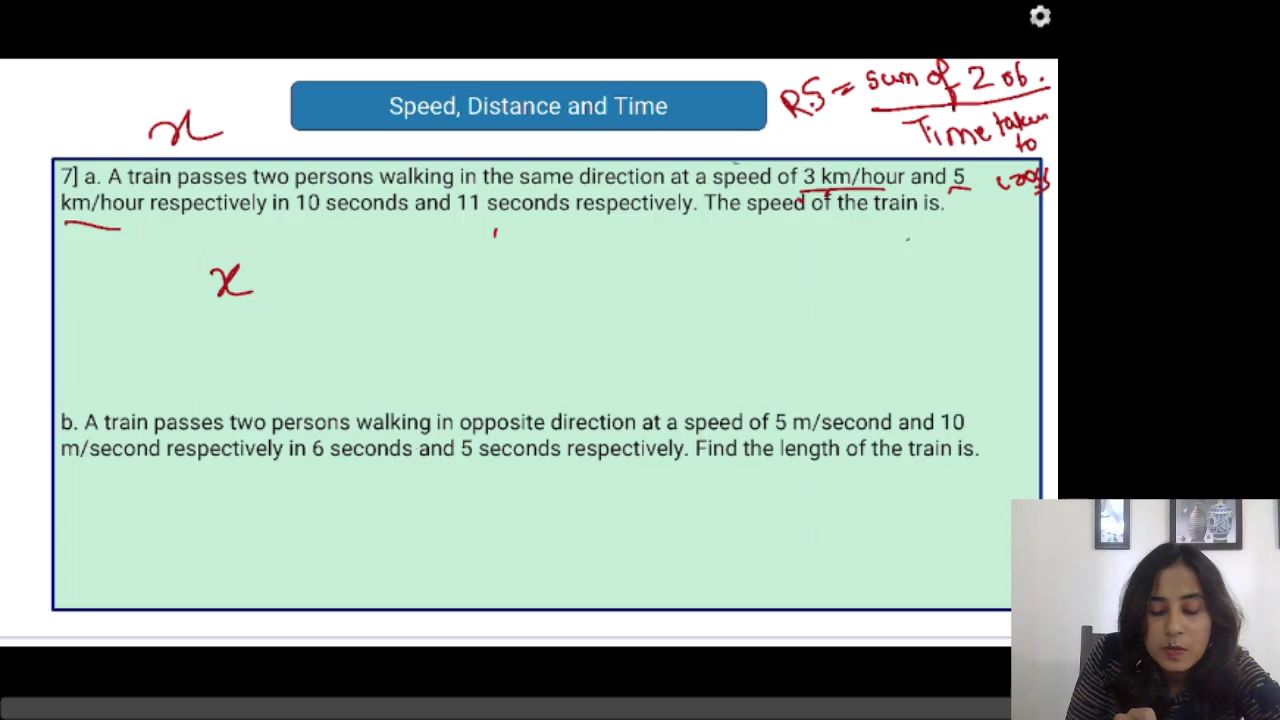 Speed, Distance and Time
R.S = sum of 2 ob.
Time taken
to
cross
x
7] a. A train passes two persons walking in the same direction at a speed of 3 km/hour and 5
km/hour respectively in 10 seconds and 11 seconds respectively. The speed of the train is.
x
b. A train passes two persons walking in opposite direction at a speed of 5 m/second and 10
m/second respectively in 6 seconds and 5 seconds respectively. Find the length of the train is.